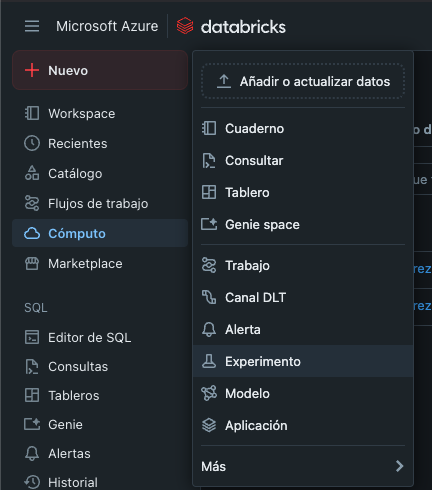 Microsoft Azure databricks
Nuevo
Workspace
Recientes
Catálogo
Flujos de trabajo
Cómputo
Marketplace
SQL
Editor de SQL
Consultas
Tableros
Genie
Alertas
Historial
Añadir o actualizar datos
Cuaderno
Consultar
Tablero
Genie space
Trabajo
Canal DLT
Alerta
Experimento
Modelo
Aplicación
Más